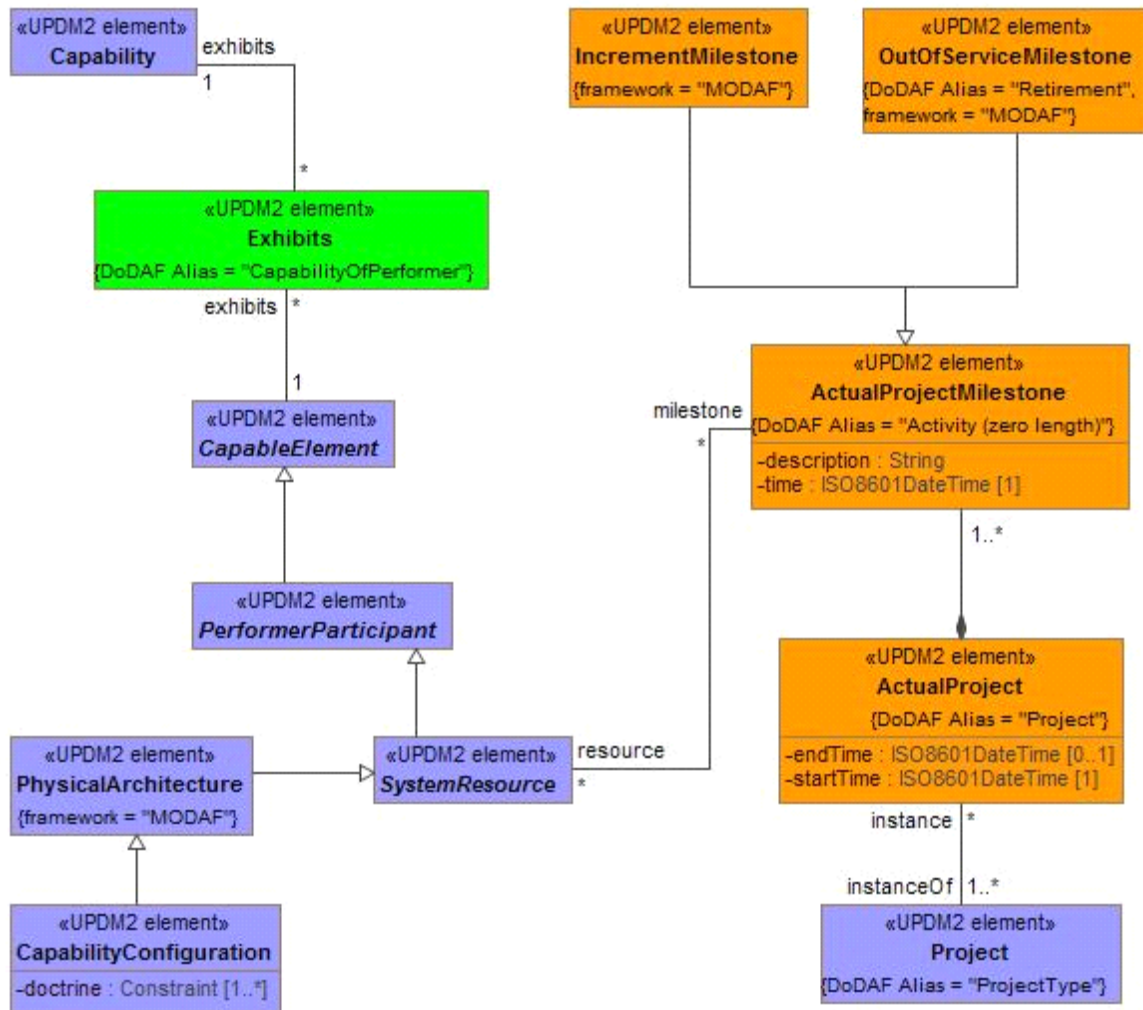 «UPDM2 element»
Capability
exhibits
1
*
«UPDM2 element»
Exhibits
{DoDAF Alias = "CapabilityOfPerformer"}
exhibits
*
1
«UPDM2 element»
CapableElement
«UPDM2 element»
PerformerParticipant
«UPDM2 element»
PhysicalArchitecture
{framework = "MODAF"}
«UPDM2 element»
SystemResource
resource
*
«UPDM2 element»
CapabilityConfiguration
-doctrine : Constraint [1..*]
«UPDM2 element»
IncrementMilestone
{framework = "MODAF"}
«UPDM2 element»
OutOfServiceMilestone
{DoDAF Alias = "Retirement",
framework = "MODAF"}
milestone
*
«UPDM2 element»
ActualProjectMilestone
{DoDAF Alias = "Activity (zero length)"}
-description : String
-time : ISO8601DateTime [1]
1..*
«UPDM2 element»
ActualProject
{DoDAF Alias = "Project"}
-endTime : ISO8601DateTime [0..1]
-startTime : ISO8601DateTime [1]
instance
*
instanceOf
1..*
«UPDM2 element»
Project
{DoDAF Alias = "ProjectType"}